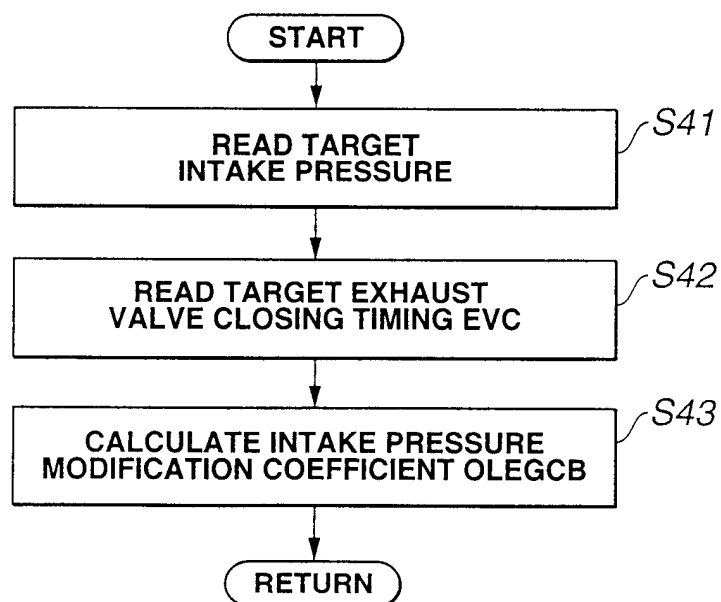 START
READ TARGET
INTAKE PRESSURE
S41
READ TARGET EXHAUST
VALVE CLOSING TIMING EVC
S42
CALCULATE INTAKE PRESSURE
MODIFICATION COEFFICIENT OLEGCB
S43
RETURN